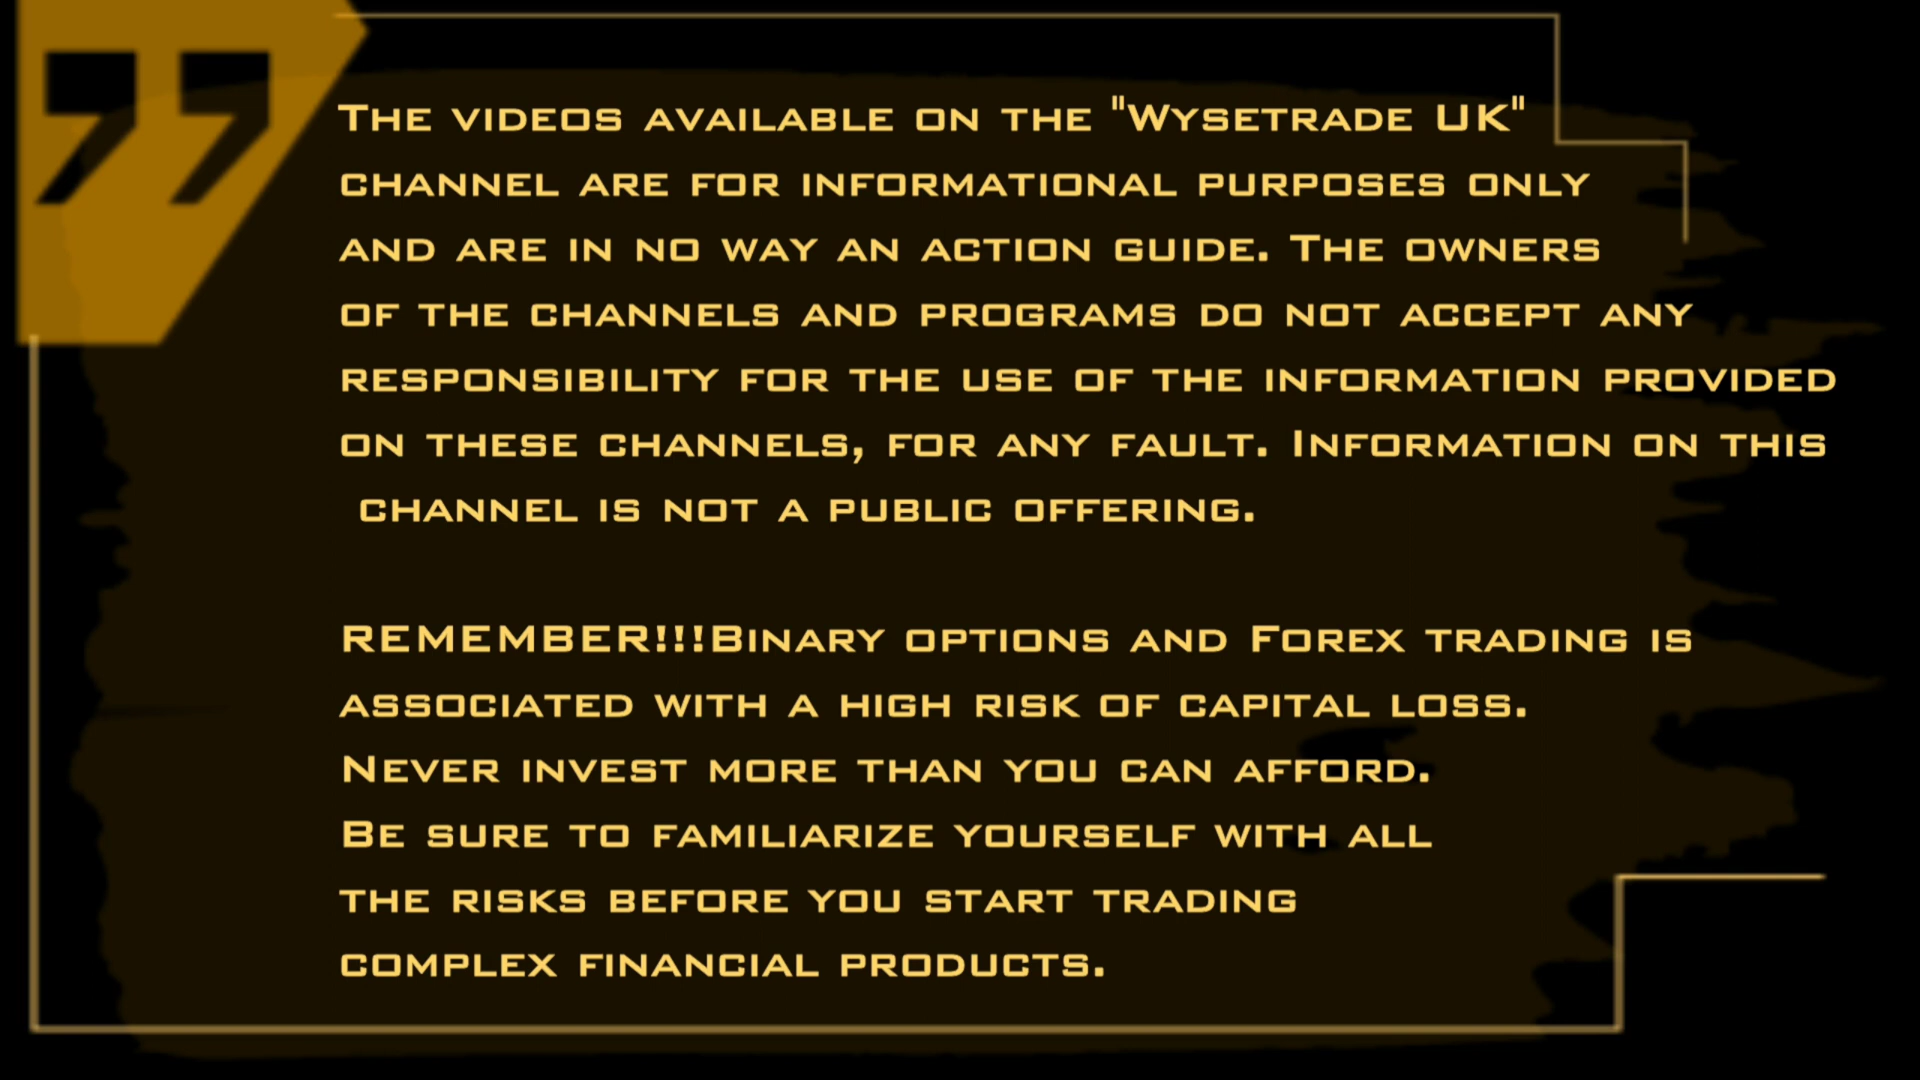 The videos available on the "Wysetrade UK"
channel are for informational purposes only
and are in no way an action guide. The owners
of the channels and programs do not accept any
responsibility for the use of the information provided
on these channels, for any fault. Information on this
channel is not a public offering.
REMEMBER!!!Binary options and Forex trading is
associated with a high risk of capital loss.
Never invest more than you can afford.
Be sure to familiarize yourself with all
the risks before you start trading
complex financial products.